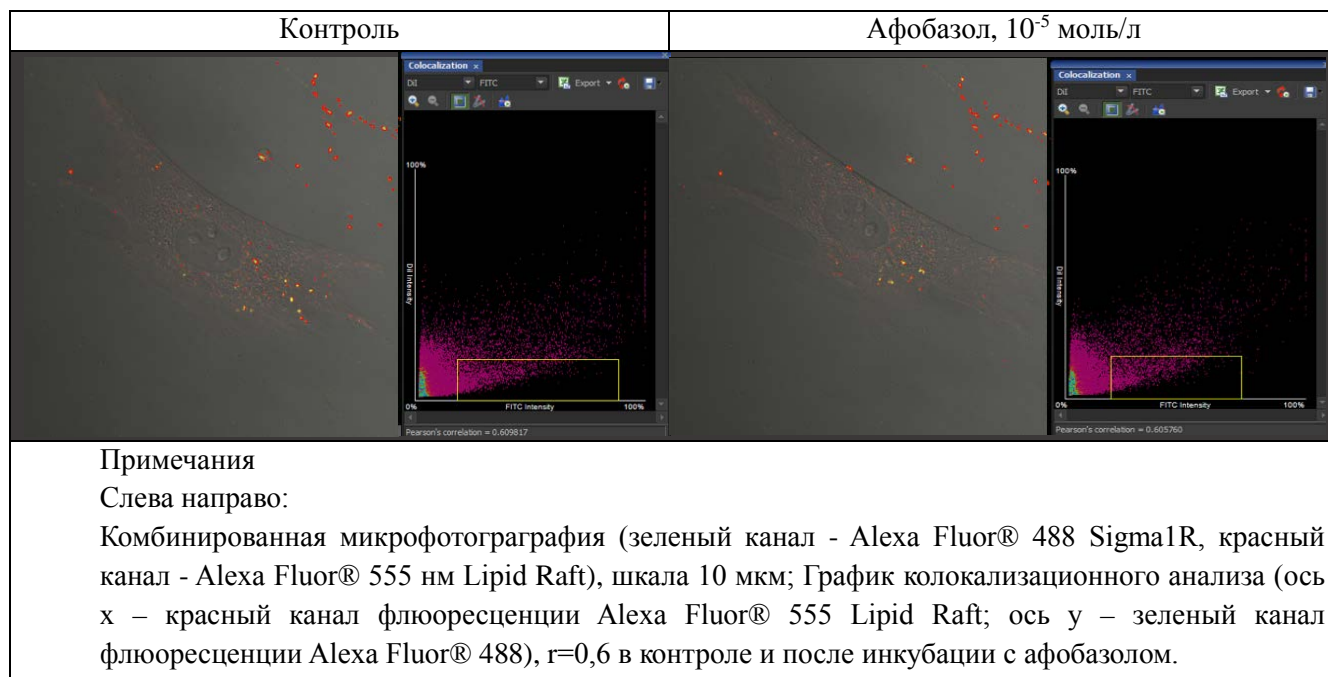 Контроль
Афобазол, 10⁻⁵ моль/л
Colocalization ×
DiI FITC Export
100%
DiI Intensity
0% FITC Intensity 100%
Pearson's correlation = 0.609817
Colocalization ×
DiI FITC Export
100%
DiI Intensity
0% FITC Intensity 100%
Pearson's correlation = 0.605760
Примечания
Слева направо:
Комбинированная микрофотограграфия (зеленый канал - Alexa Fluor® 488 Sigma1R, красный
канал - Alexa Fluor® 555 нм Lipid Raft), шкала 10 мкм; График колокализационного анализа (ось
x – красный канал флюоресценции Alexa Fluor® 555 Lipid Raft; ось y – зеленый канал
флюоресценции Alexa Fluor® 488), r=0,6 в контроле и после инкубации с афобазолом.